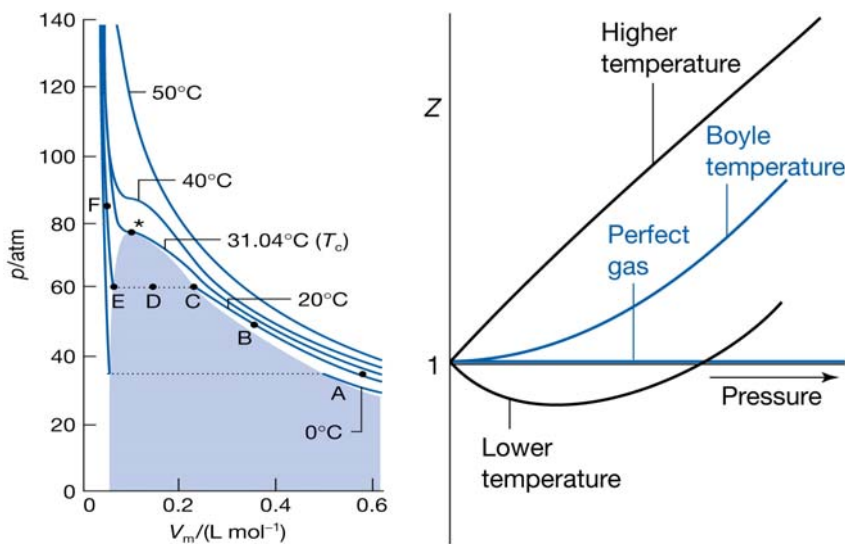 140
120
100
80
60
40
20
0
p/atm
0
0.2
0.4
0.6
Vm/(L mol⁻¹)
50°C
40°C
F
*
31.04°C (Tc)
20°C
E
D
C
B
A
0°C
Higher
temperature
Z
Boyle
temperature
Perfect
gas
1
Pressure
Lower
temperature